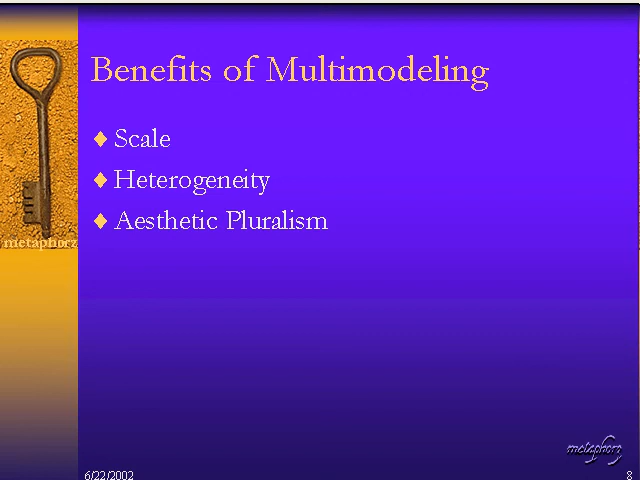 Benefits of Multimodeling
♦ Scale
♦ Heterogeneity
♦ Aesthetic Pluralism
metaphorz
metaphorz
6/22/2002
8